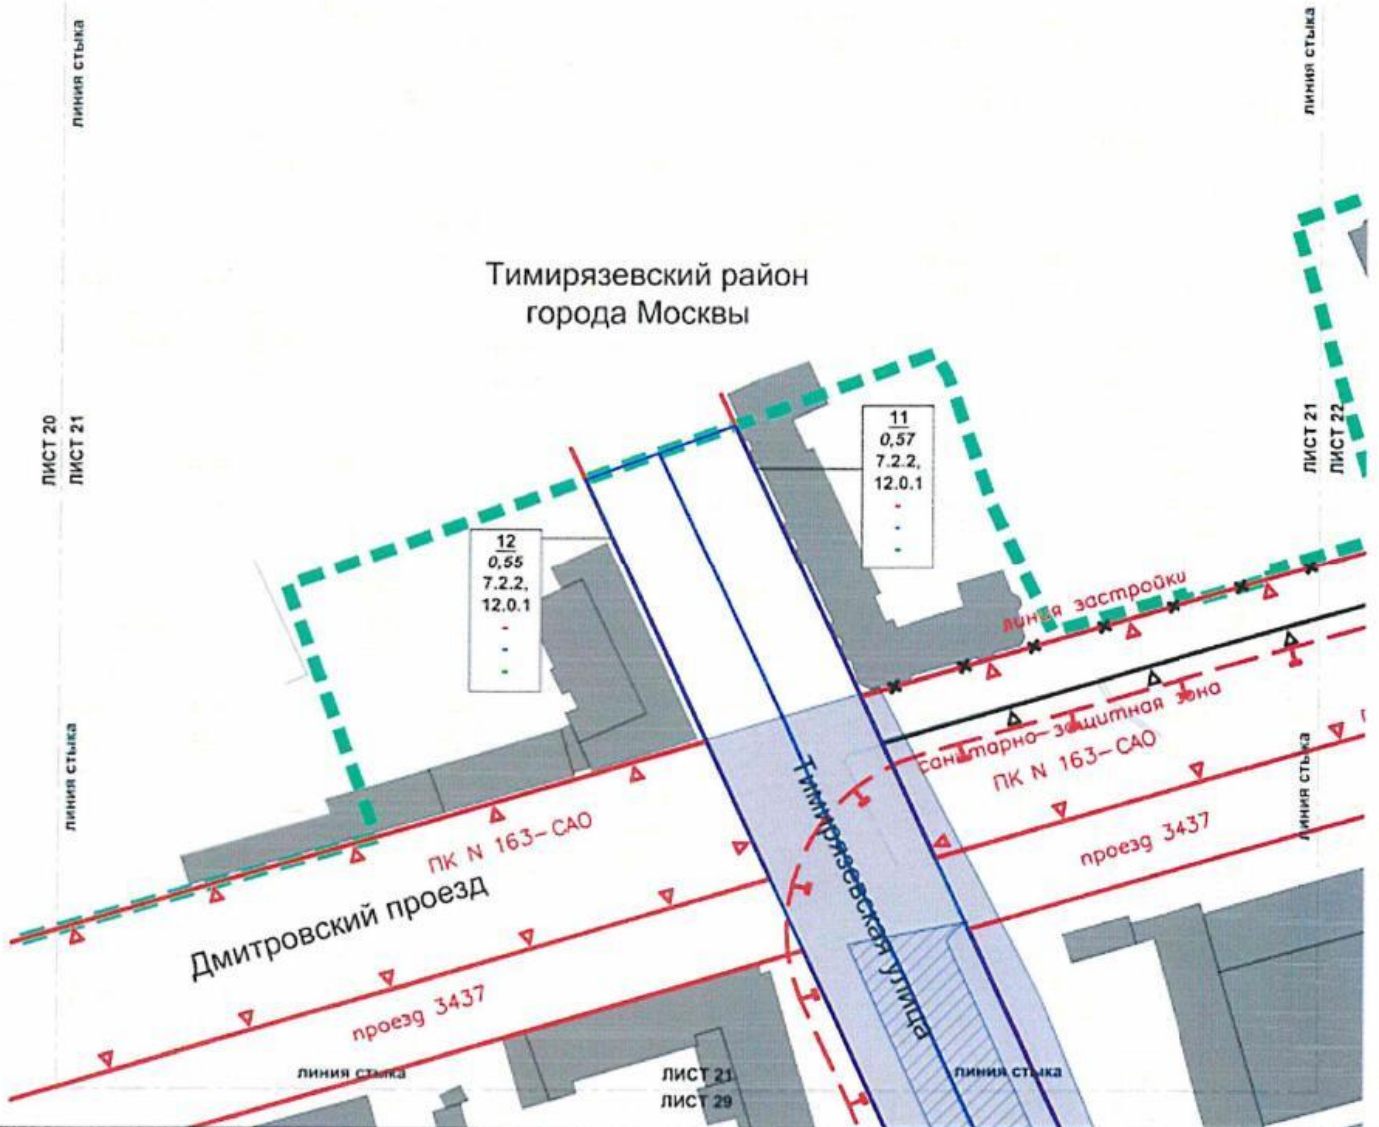 линия стыка
линия стыка
Тимирязевский район
города Москвы
ЛИСТ 20
ЛИСТ 21
ЛИСТ 21
ЛИСТ 22
11
0,57
7.2.2,
12.0.1
-
-
-
12
0,55
7.2.2,
12.0.1
-
-
-
линия застройки
санитарно-защитная зона
ПК N 163-САО
линия стыка
линия стыка
ПК N 163-САО
проезд 3437
Тимирязевская улица
Дмитровский проезд
проезд 3437
линия стыка
ЛИСТ 21
ЛИСТ 29
линия стыка